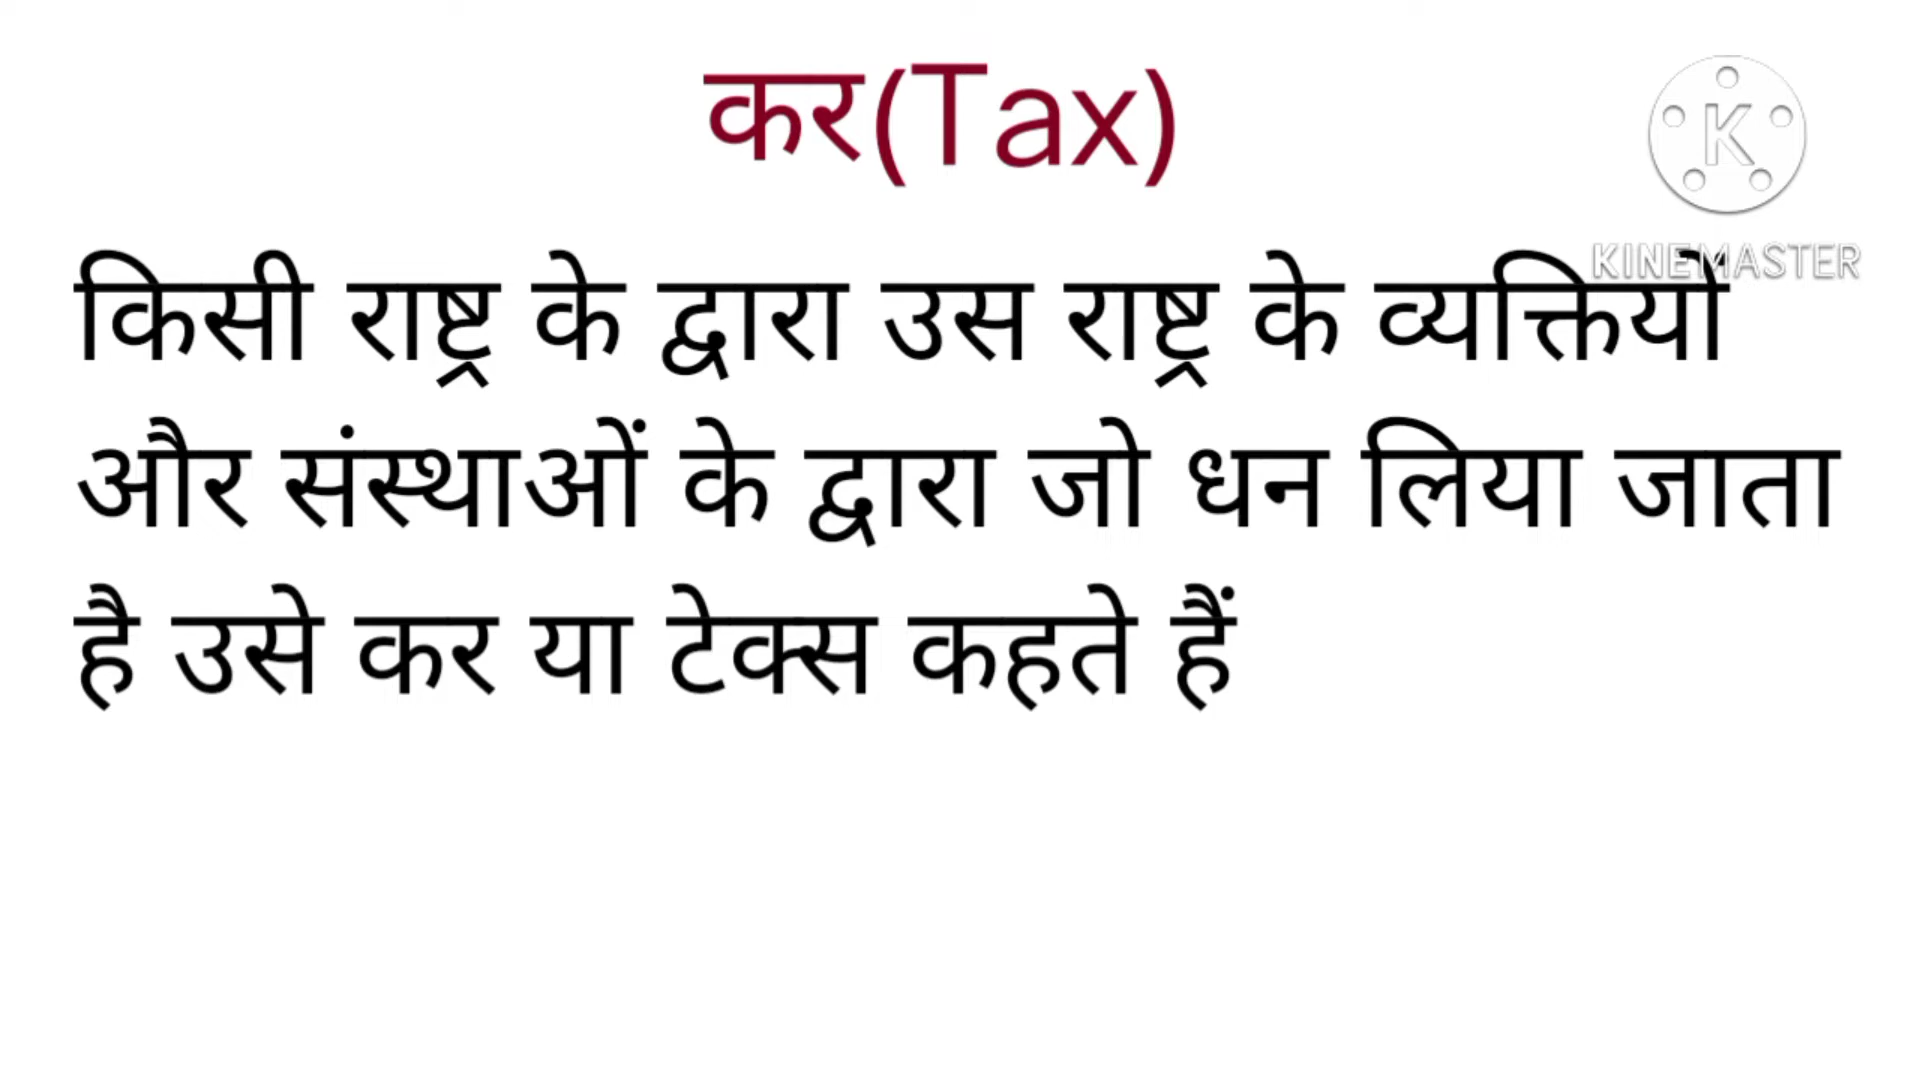 कर(Tax)
K
KINEMASTER
किसी राष्ट्र के द्वारा उस राष्ट्र के व्यक्तियो
और संस्थाओं के द्वारा जो धन लिया जाता
है उसे कर या टेक्स कहते हैं